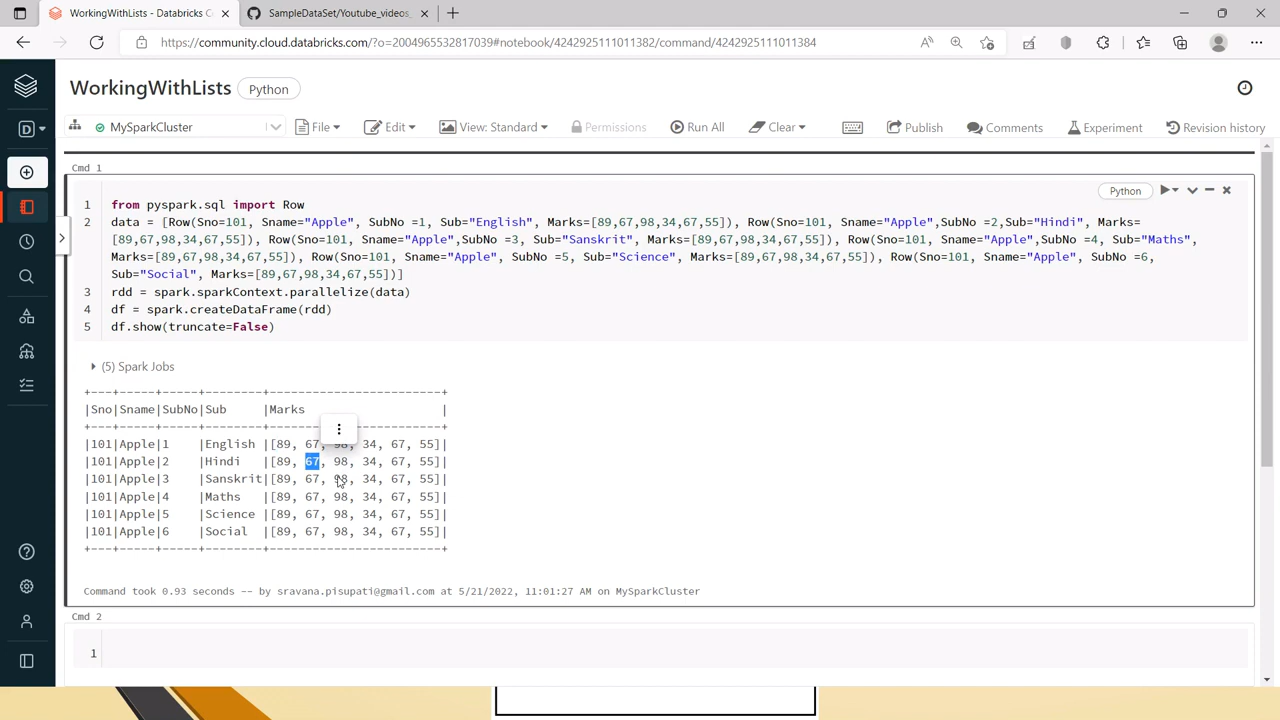 WorkingWithLists - Databricks C
SampleDataSet/Youtube_videos_
https://community.cloud.databricks.com/?o=2004965532817039#notebook/4242925111011382/command/4242925111011384
WorkingWithLists Python
D
MySparkCluster File Edit View: Standard Permissions Run All Clear Publish Comments Experiment Revision history
Cmd 1
Python
1 from pyspark.sql import Row
2 data = [Row(Sno=101, Sname="Apple", SubNo =1, Sub="English", Marks=[89,67,98,34,67,55]), Row(Sno=101, Sname="Apple",SubNo =2,Sub="Hindi", Marks=
[89,67,98,34,67,55]), Row(Sno=101, Sname="Apple",SubNo =3, Sub="Sanskrit", Marks=[89,67,98,34,67,55]), Row(Sno=101, Sname="Apple",SubNo =4, Sub="Maths",
Marks=[89,67,98,34,67,55]), Row(Sno=101, Sname="Apple", SubNo =5, Sub="Science", Marks=[89,67,98,34,67,55]), Row(Sno=101, Sname="Apple", SubNo =6,
Sub="Social", Marks=[89,67,98,34,67,55])]
3 rdd = spark.sparkContext.parallelize(data)
4 df = spark.createDataFrame(rdd)
5 df.show(truncate=False)
(5) Spark Jobs
+---+-----+-----+--------+------------------------+
|Sno|Sname|SubNo|Sub     |Marks                   |
+---+-----+-----+--------+------------------------+
|101|Apple|1    |English |[89, 67, 98, 34, 67, 55]|
|101|Apple|2    |Hindi   |[89, 67, 98, 34, 67, 55]|
|101|Apple|3    |Sanskrit|[89, 67, 98, 34, 67, 55]|
|101|Apple|4    |Maths   |[89, 67, 98, 34, 67, 55]|
|101|Apple|5    |Science |[89, 67, 98, 34, 67, 55]|
|101|Apple|6    |Social  |[89, 67, 98, 34, 67, 55]|
+---+-----+-----+--------+------------------------+
Command took 0.93 seconds -- by sravana.pisupati@gmail.com at 5/21/2022, 11:01:27 AM on MySparkCluster
Cmd 2
1